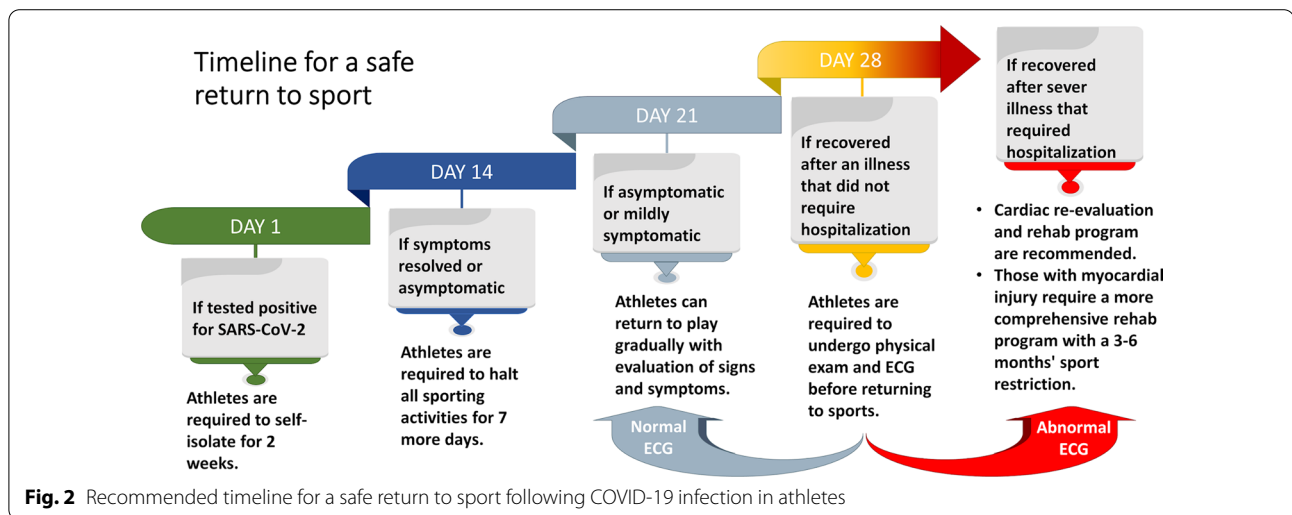 Timeline for a safe
return to sport
DAY 1
If tested positive
for SARS-CoV-2
Athletes are
required to self-
isolate for 2
weeks.
DAY 14
If symptoms
resolved or
asymptomatic
Athletes are
required to halt
all sporting
activities for 7
more days.
DAY 21
If asymptomatic
or mildly
symptomatic
Athletes can
return to play
gradually with
evaluation of signs
and symptoms.
Normal
ECG
DAY 28
If recovered
after an illness
that did not
require
hospitalization
Athletes are
required to
undergo physical
exam and ECG
before returning
to sports.
If recovered
after sever
illness that
required
hospitalization
• Cardiac re-evaluation
and rehab program
are recommended.
• Those with myocardial
injury require a more
comprehensive rehab
program with a 3-6
months' sport
restriction.
Abnormal
ECG
Fig. 2 Recommended timeline for a safe return to sport following COVID-19 infection in athletes